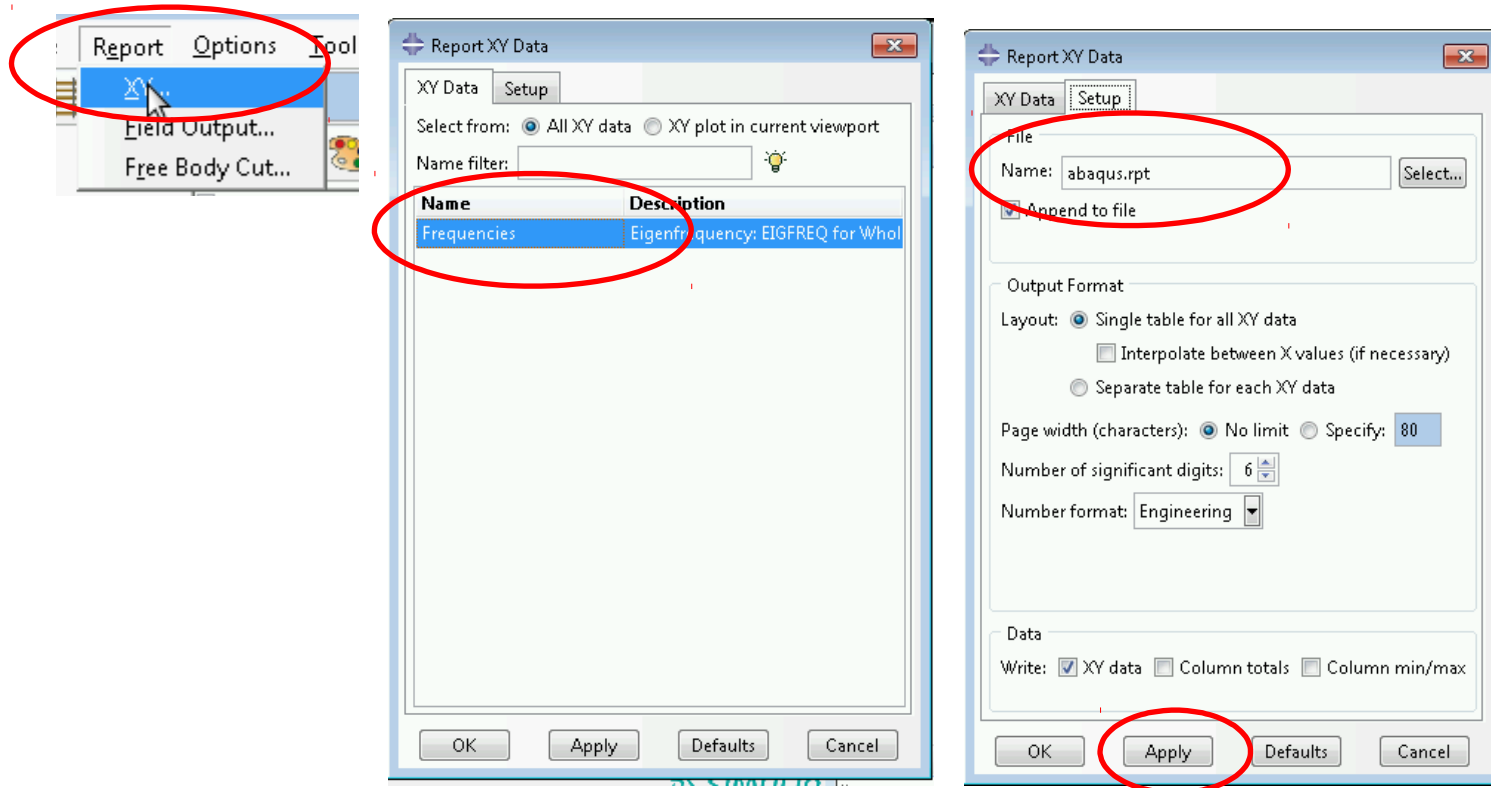 Report Options Tool
XY...
Field Output...
Free Body Cut...
Report XY Data
XY Data Setup
Select from: All XY data XY plot in current viewport
Name filter:
Name Description
Frequencies Eigenfrequency: EIGFREQ for Whol
OK Apply Defaults Cancel
Report XY Data
XY Data Setup
File
Name: abaqus.rpt Select...
Append to file
Output Format
Layout: Single table for all XY data
Interpolate between X values (if necessary)
Separate table for each XY data
Page width (characters): No limit Specify: 80
Number of significant digits: 6
Number format: Engineering
Data
Write: XY data Column totals Column min/max
OK Apply Defaults Cancel